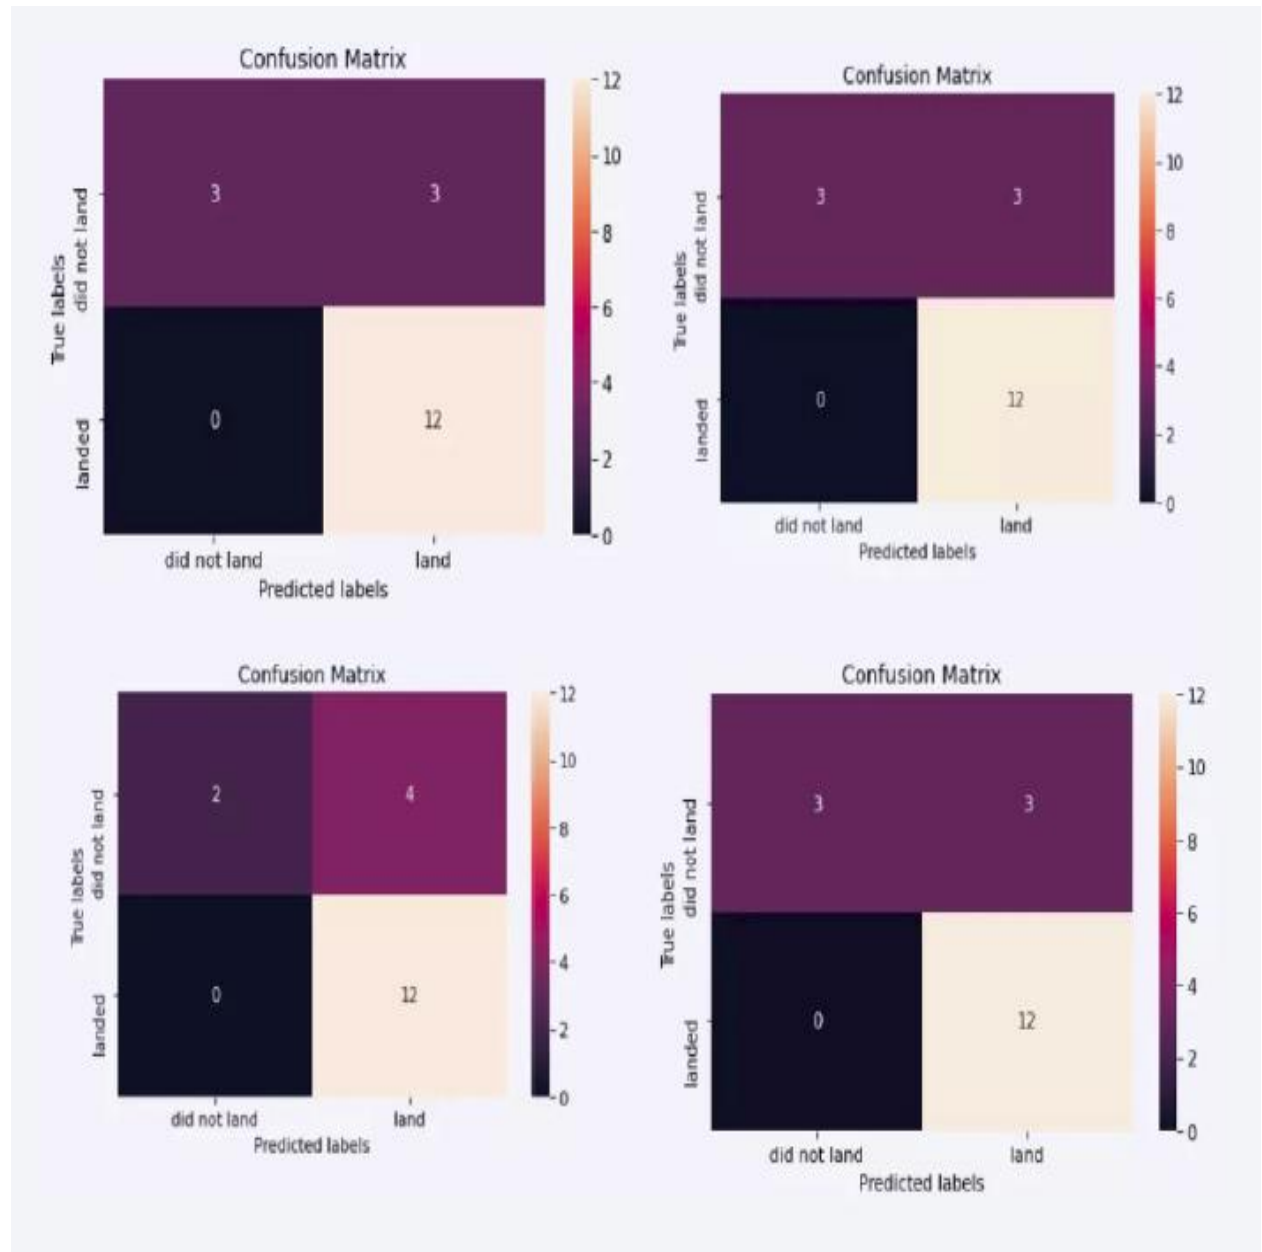 Confusion Matrix
12
10
8
6
4
2
0
True labels
did not land
landed
3 3
0 12
did not land land
Predicted labels
Confusion Matrix
12
10
8
6
4
2
0
True labels
did not land
landed
3 3
0 12
did not land land
Predicted labels
Confusion Matrix
12
10
8
6
4
2
0
True labels
did not land
landed
2 4
0 12
did not land land
Predicted labels
Confusion Matrix
12
10
8
6
4
2
0
True labels
did not land
landed
3 3
0 12
did not land land
Predicted labels